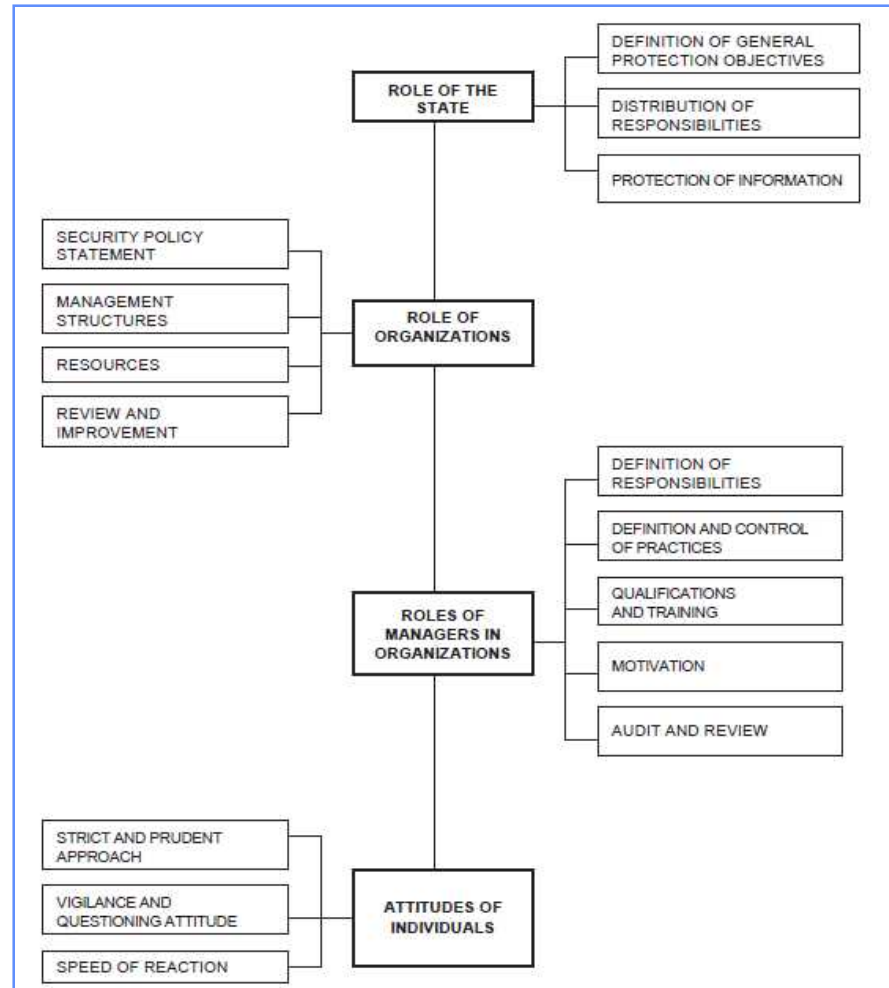 ROLE OF THE
STATE
DEFINITION OF GENERAL
PROTECTION OBJECTIVES
DISTRIBUTION OF
RESPONSIBILITIES
PROTECTION OF INFORMATION
SECURITY POLICY
STATEMENT
MANAGEMENT
STRUCTURES
RESOURCES
REVIEW AND
IMPROVEMENT
ROLE OF
ORGANIZATIONS
DEFINITION OF
RESPONSIBILITIES
DEFINITION AND CONTROL
OF PRACTICES
QUALIFICATIONS
AND TRAINING
MOTIVATION
AUDIT AND REVIEW
ROLES OF
MANAGERS IN
ORGANIZATIONS
STRICT AND PRUDENT
APPROACH
VIGILANCE AND
QUESTIONING ATTITUDE
SPEED OF REACTION
ATTITUDES OF
INDIVIDUALS